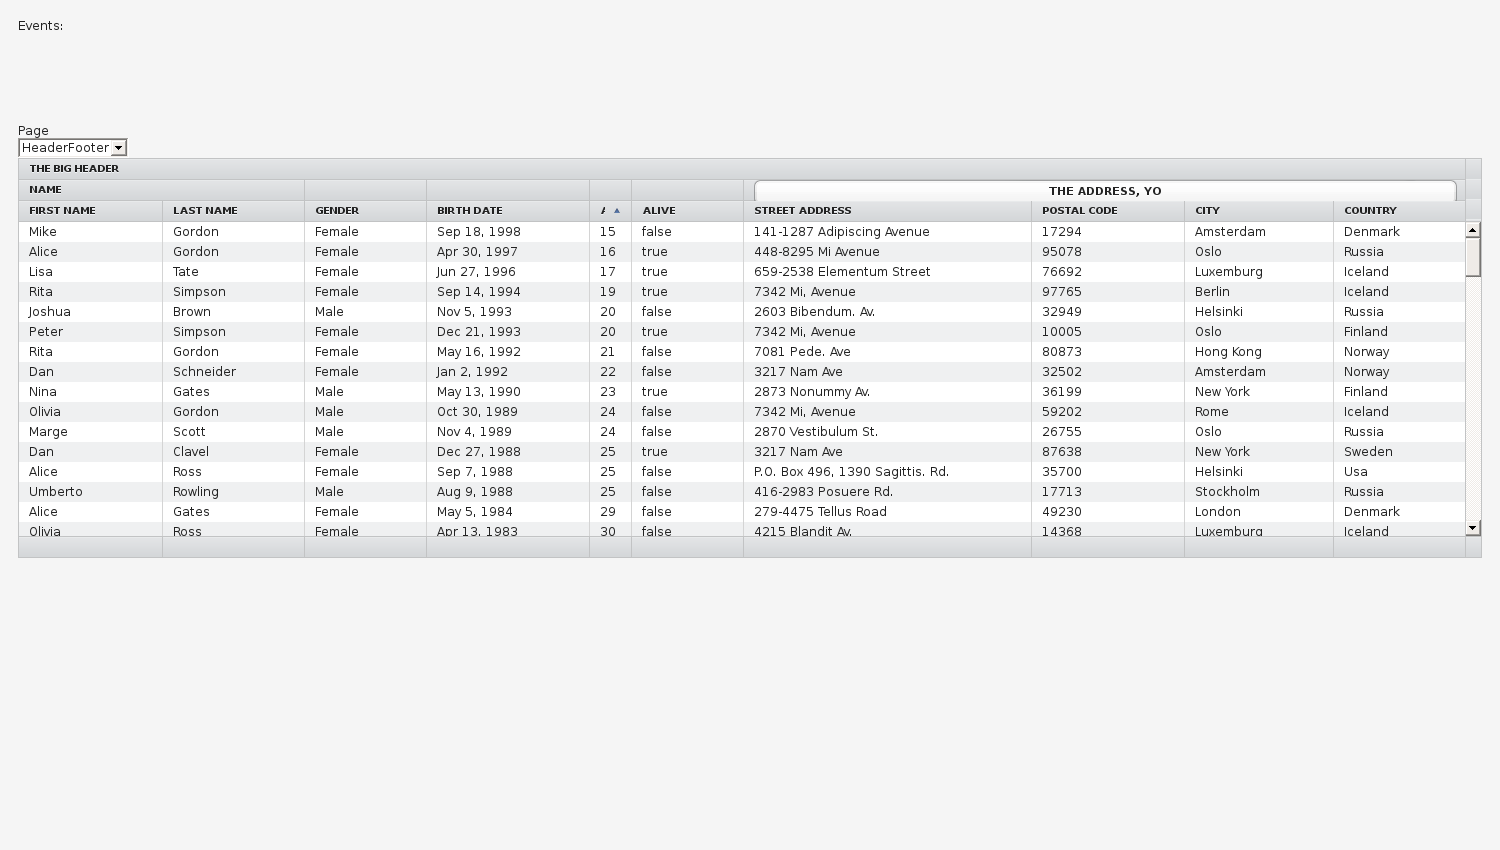 Events:
Page
HeaderFooter
THE BIG HEADER
NAME THE ADDRESS, YO
FIRST NAME LAST NAME GENDER BIRTH DATE ALIVE STREET ADDRESS POSTAL CODE CITY COUNTRY
Mike Gordon Female Sep 18, 1998 15 false 141-1287 Adipiscing Avenue 17294 Amsterdam Denmark
Alice Gordon Female Apr 30, 1997 16 true 448-8295 Mi Avenue 95078 Oslo Russia
Lisa Tate Female Jun 27, 1996 17 true 659-2538 Elementum Street 76692 Luxemburg Iceland
Rita Simpson Female Sep 14, 1994 19 true 7342 Mi, Avenue 97765 Berlin Iceland
Joshua Brown Male Nov 5, 1993 20 false 2603 Bibendum. Av. 32949 Helsinki Russia
Peter Simpson Female Dec 21, 1993 20 true 7342 Mi, Avenue 10005 Oslo Finland
Rita Gordon Female May 16, 1992 21 false 7081 Pede. Ave 80873 Hong Kong Norway
Dan Schneider Female Jan 2, 1992 22 false 3217 Nam Ave 32502 Amsterdam Norway
Nina Gates Male May 13, 1990 23 true 2873 Nonummy Av. 36199 New York Finland
Olivia Gordon Male Oct 30, 1989 24 false 7342 Mi, Avenue 59202 Rome Iceland
Marge Scott Male Nov 4, 1989 24 false 2870 Vestibulum St. 26755 Oslo Russia
Dan Clavel Female Dec 27, 1988 25 true 3217 Nam Ave 87638 New York Sweden
Alice Ross Female Sep 7, 1988 25 false P.O. Box 496, 1390 Sagittis. Rd. 35700 Helsinki Usa
Umberto Rowling Male Aug 9, 1988 25 false 416-2983 Posuere Rd. 17713 Stockholm Russia
Alice Gates Female May 5, 1984 29 false 279-4475 Tellus Road 49230 London Denmark
Olivia Ross Female Apr 13, 1983 30 false 4215 Blandit Av. 14368 Luxemburg Iceland